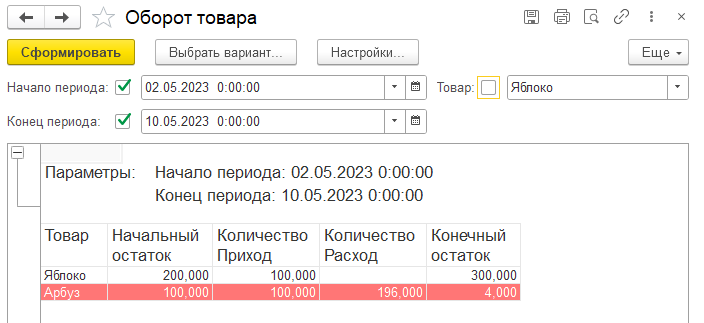 Оборот товара
Сформировать Выбрать вариант... Настройки... Еще
Начало периода: 02.05.2023 0:00:00 Товар: Яблоко
Конец периода: 10.05.2023 0:00:00
Параметры: Начало периода: 02.05.2023 0:00:00
Конец периода: 10.05.2023 0:00:00
Товар Начальный Количество Количество Конечный
остаток Приход Расход остаток
Яблоко 200,000 100,000 300,000
Арбуз 100,000 100,000 196,000 4,000